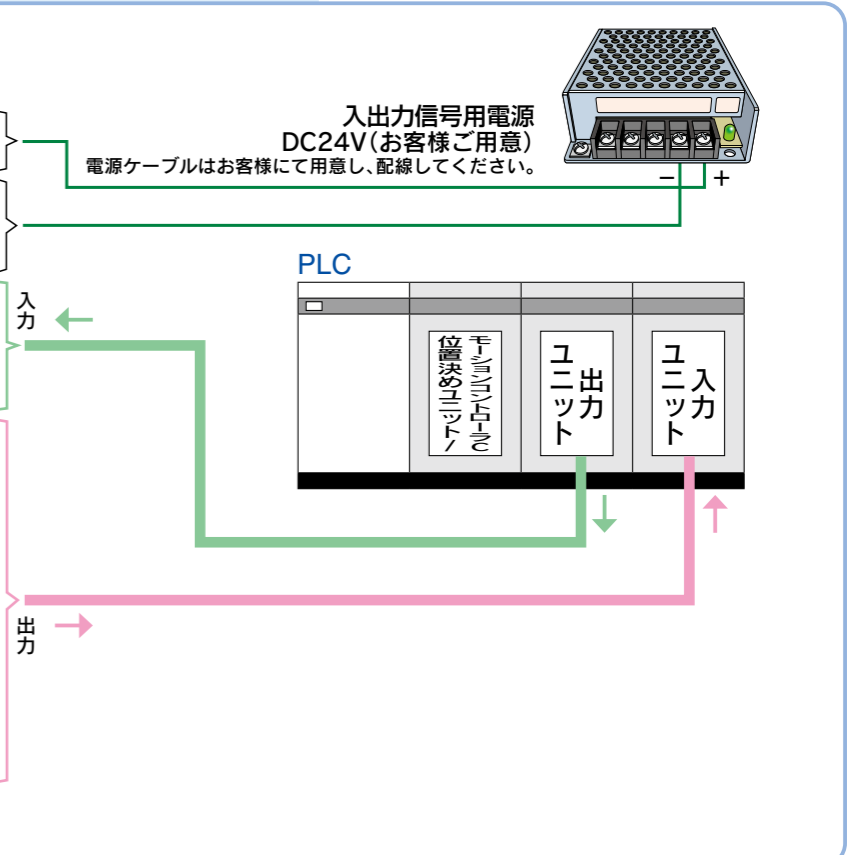 入出力信号用電源
DC24V(お客様ご用意)
電源ケーブルはお客様にて用意し、配線してください。
− +
PLC
入力
モーションコントローラC
位置決めユニット/
出力
ユニット
入力
ユニット
出力